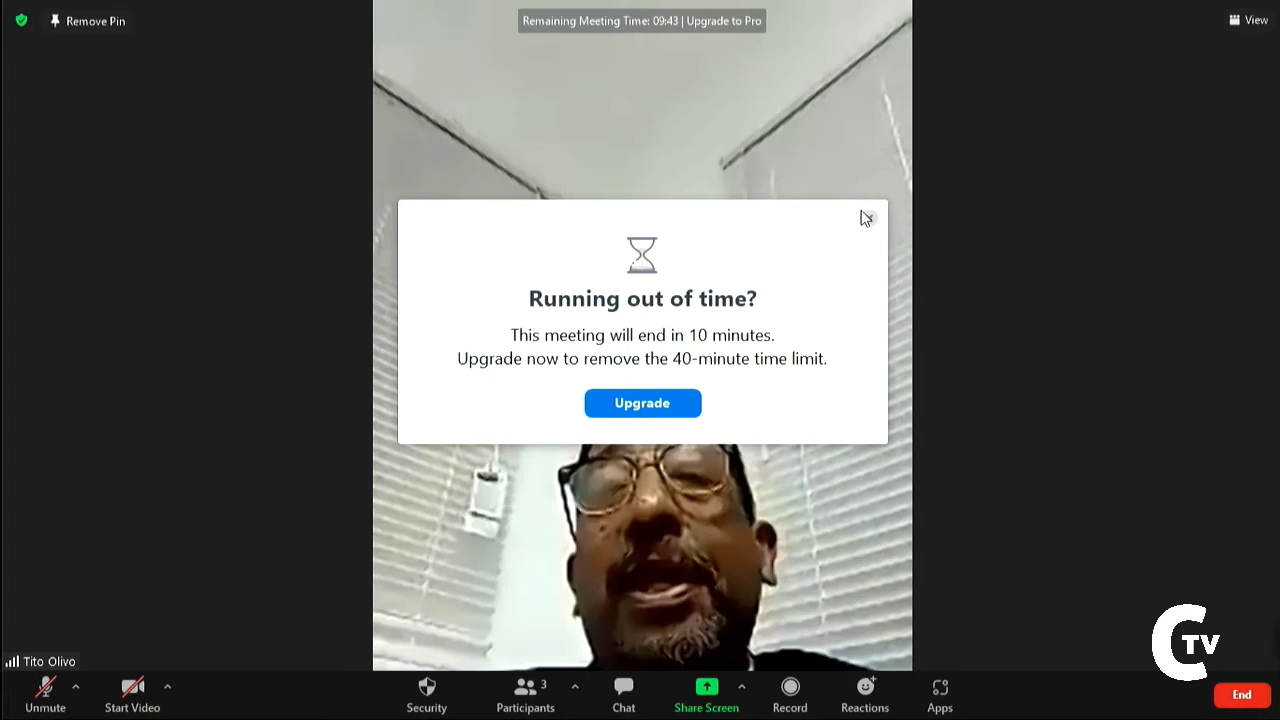 Remove Pin
Remaining Meeting Time: 09:43 | Upgrade to Pro
View
Running out of time?
This meeting will end in 10 minutes.
Upgrade now to remove the 40-minute time limit.
Upgrade
CTV
Tito Olivo
Unmute
Start Video
Security
3
Participants
Chat
Share Screen
Record
Reactions
Apps
End